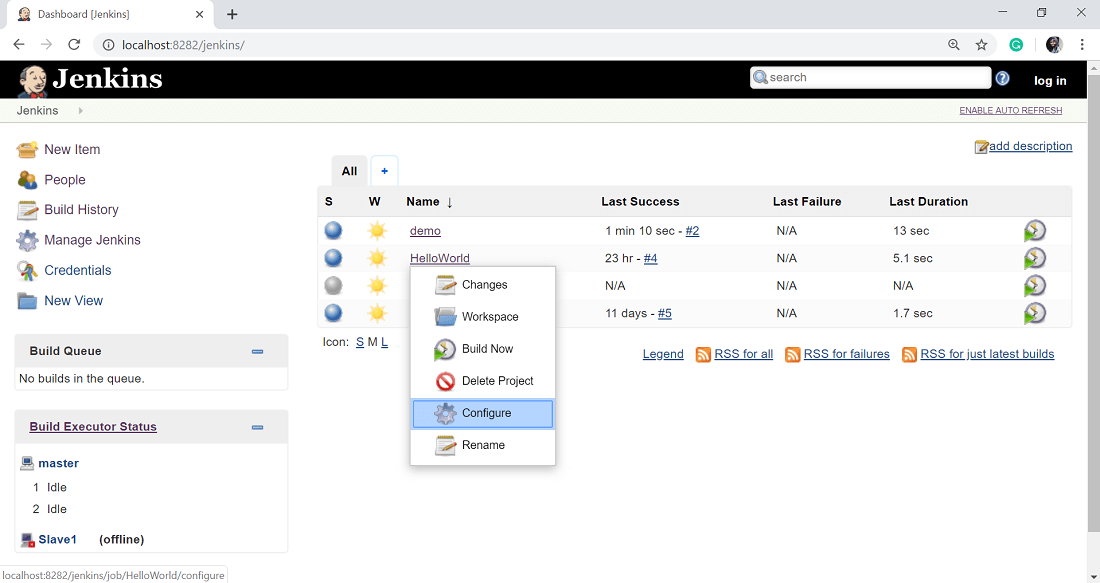 Dashboard [Jenkins]
localhost:8282/jenkins/
Jenkins
search
log in
Jenkins
ENABLE AUTO REFRESH
New Item
People
Build History
Manage Jenkins
Credentials
New View
add description
All +
S W Name ↓ Last Success Last Failure Last Duration
demo 1 min 10 sec - #2 N/A 13 sec
HelloWorld 23 hr - #4 N/A 5.1 sec
N/A N/A N/A
11 days - #5 N/A 1.7 sec
Changes
Workspace
Build Now
Delete Project
Configure
Rename
Icon: S M L
Legend RSS for all RSS for failures RSS for just latest builds
Build Queue
No builds in the queue.
Build Executor Status
master
1 Idle
2 Idle
Slave1 (offline)
localhost:8282/jenkins/job/HelloWorld/configure